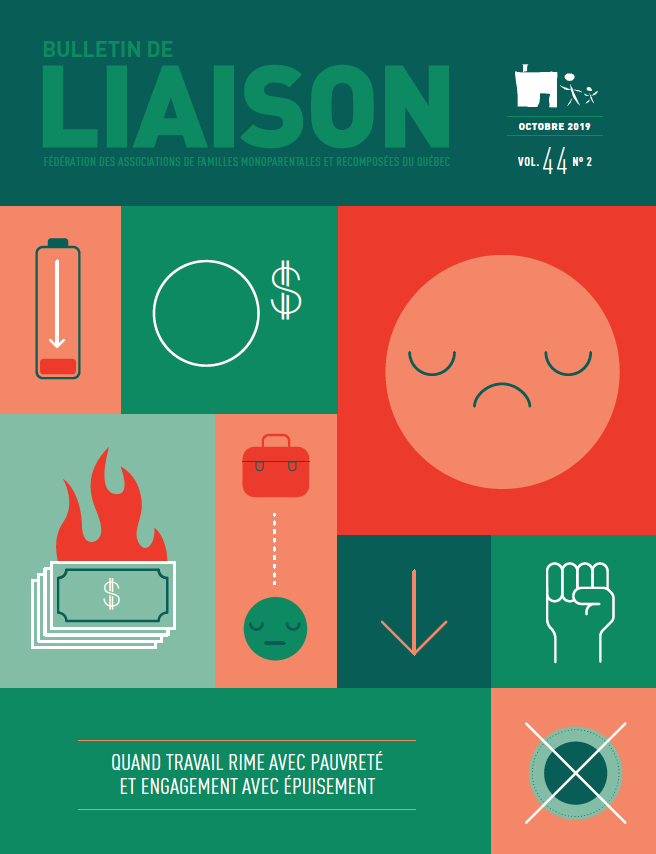 BULLETIN DE
LIAISON
FÉDÉRATION DES ASSOCIATIONS DE FAMILLES MONOPARENTALES ET RECOMPOSÉES DU QUÉBEC
OCTOBRE 2019
VOL. 44 Nº 2
$
$
QUAND TRAVAIL RIME AVEC PAUVRETÉ
ET ENGAGEMENT AVEC ÉPUISEMENT